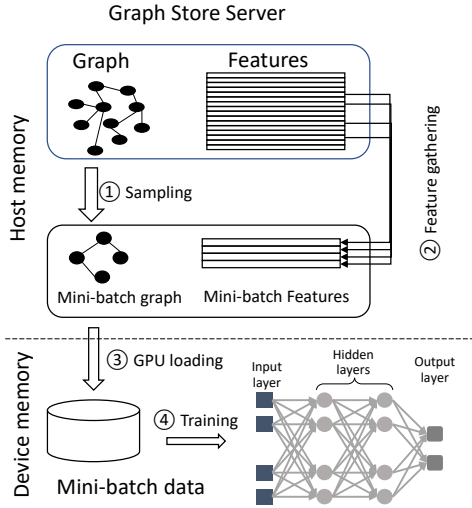 Graph Store Server
Graph
Features
Host memory
① Sampling
② Feature gathering
Mini-batch graph
Mini-batch Features
③ GPU loading
Device memory
④ Training
Mini-batch data
Input
layer
Hidden
layers
Output
layer